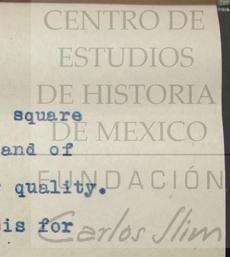 CENTRO DE
ESTUDIOS
DE HISTORIA
square
DE MEXICO
and of
quality.
FUNDACIÓN
is for
Carlos Slim